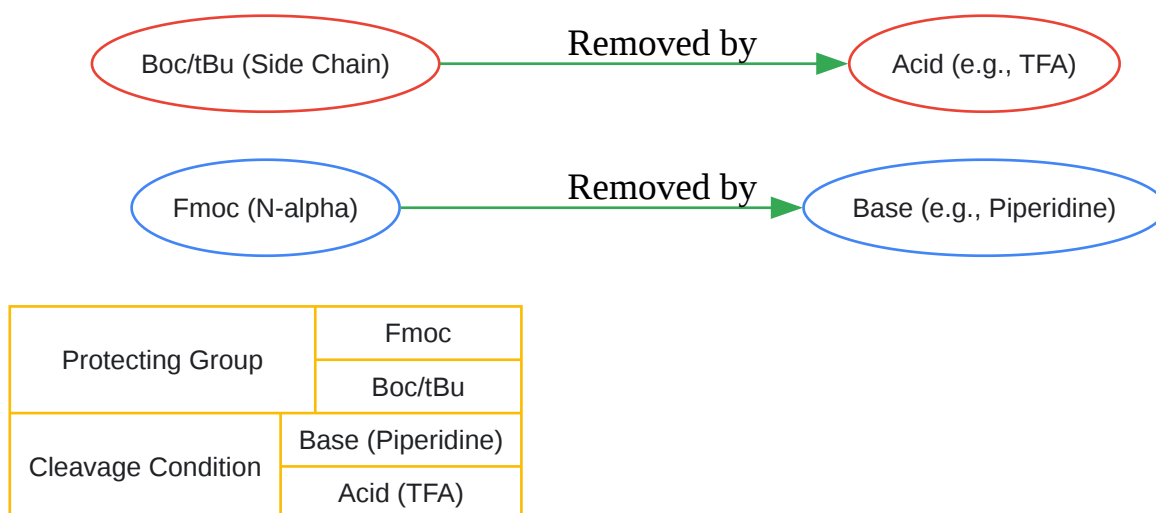 Boc/tBu (Side Chain)
Removed by
Acid (e.g., TFA)
Fmoc (N-alpha)
Removed by
Base (e.g., Piperidine)
Protecting Group
Fmoc
Boc/tBu
Cleavage Condition
Base (Piperidine)
Acid (TFA)